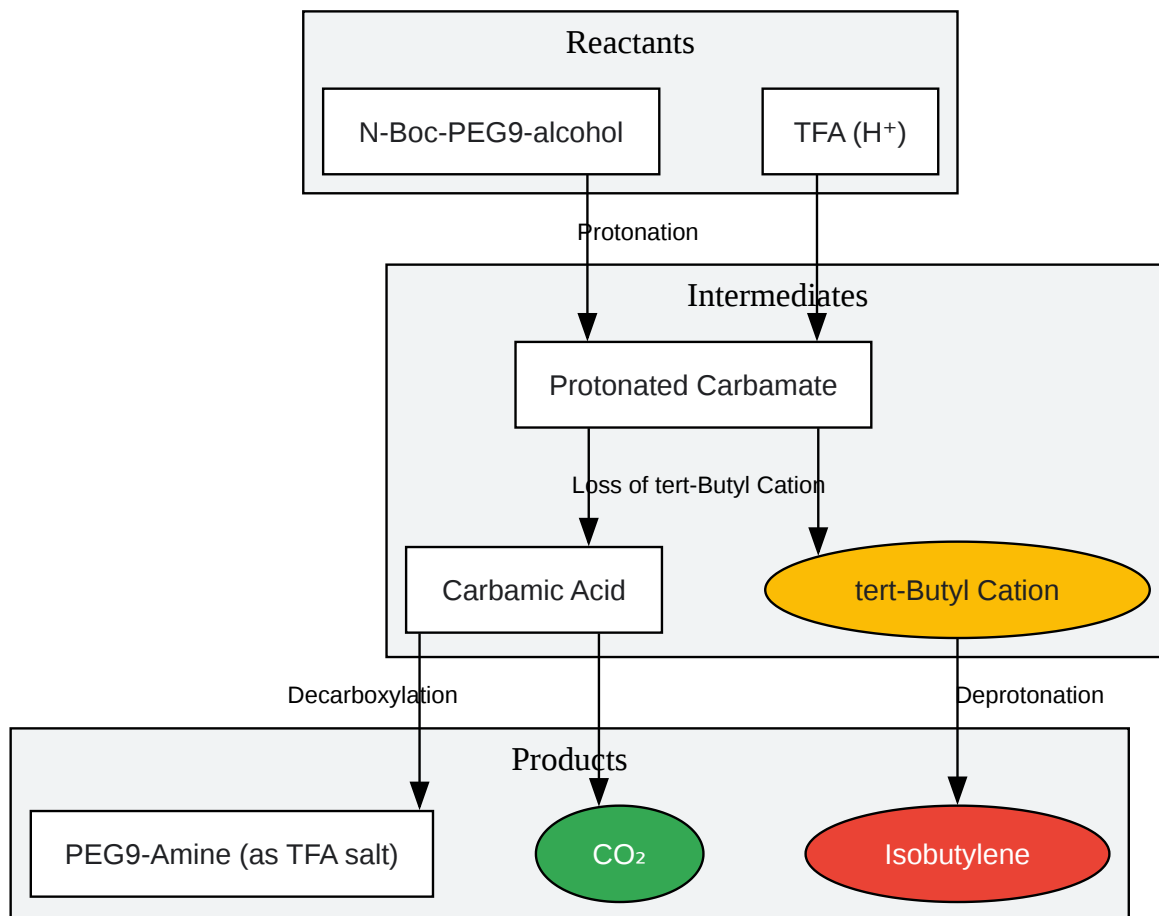 Reactants
N-Boc-PEG9-alcohol
TFA (H⁺)
Protonation
Intermediates
Protonated Carbamate
Loss of tert-Butyl Cation
Carbamic Acid
tert-Butyl Cation
Decarboxylation
Deprotonation
Products
PEG9-Amine (as TFA salt)
CO₂
Isobutylene